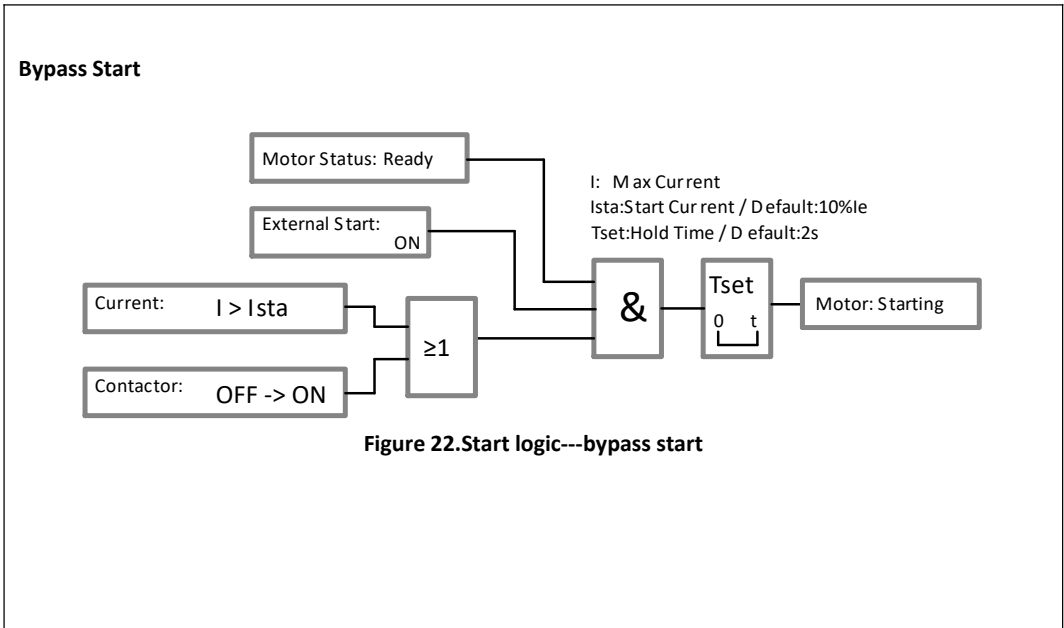 Bypass Start
Motor Status: Ready
I: Max Current
Ista:Start Current / Default:10%Ie
Tset:Hold Time / Default:2s
External Start:
ON
Current: I > Ista
Contactor: OFF -> ON
≥1
&
Tset
0 t
Motor: Starting
Figure 22.Start logic---bypass start